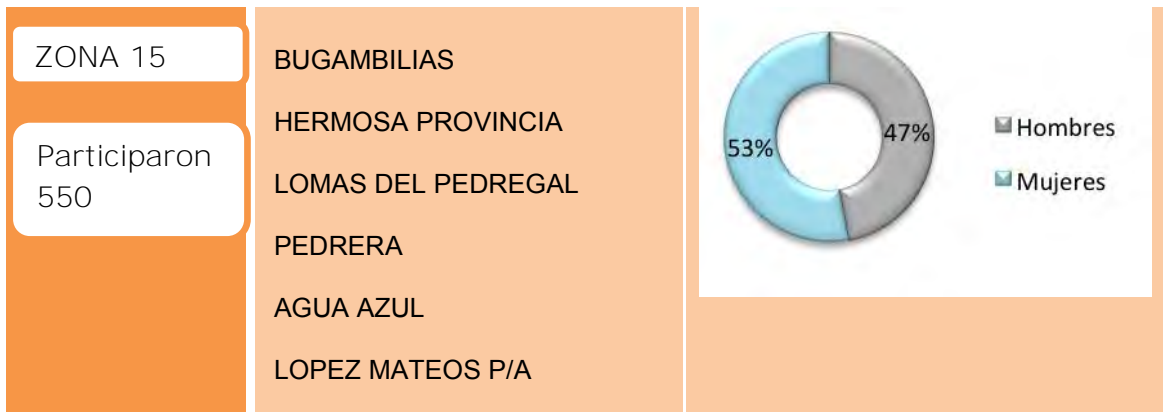 ZONA 15
Participaron
550
BUGAMBILIAS
HERMOSA PROVINCIA
LOMAS DEL PEDREGAL
PEDRERA
AGUA AZUL
LOPEZ MATEOS P/A
53%
47%
Hombres
Mujeres